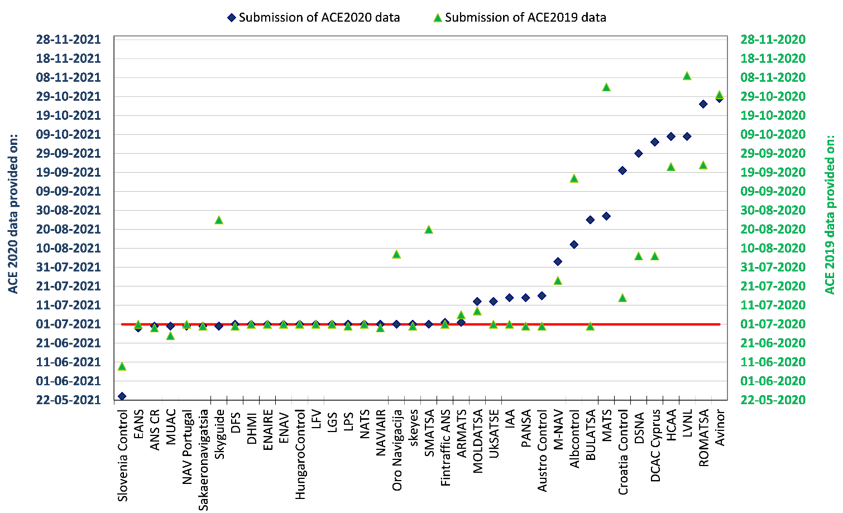 Submission of ACE2020 data
Submission of ACE2019 data
ACE 2020 data provided on:
28-11-2021
18-11-2021
08-11-2021
29-10-2021
19-10-2021
09-10-2021
29-09-2021
19-09-2021
09-09-2021
30-08-2021
20-08-2021
10-08-2021
31-07-2021
21-07-2021
11-07-2021
01-07-2021
21-06-2021
11-06-2021
01-06-2021
22-05-2021
28-11-2020
18-11-2020
08-11-2020
29-10-2020
19-10-2020
09-10-2020
29-09-2020
19-09-2020
09-09-2020
30-08-2020
20-08-2020
10-08-2020
31-07-2020
21-07-2020
11-07-2020
01-07-2020
21-06-2020
11-06-2020
01-06-2020
22-05-2020
ACE 2019 data provided on:
Slovenia Control
EANS
ANS CR
MUAC
NAV Portugal
Sakaeronavigatsia
Skyguide
DFS
DHMI
ENAIRE
ENAV
HungaroControl
LFV
LGS
LPS
NATS
NAVIAIR
Oro Navigacija
skeyes
SMATSA
Fintraffic ANS
ARMATS
MOLDATSA
UkSATSE
IAA
PANSA
Austro Control
M-NAV
Albcontrol
BULATSA
MATS
Croatia Control
DSNA
DCAC Cyprus
HCAA
LVNL
ROMATSA
Avinor